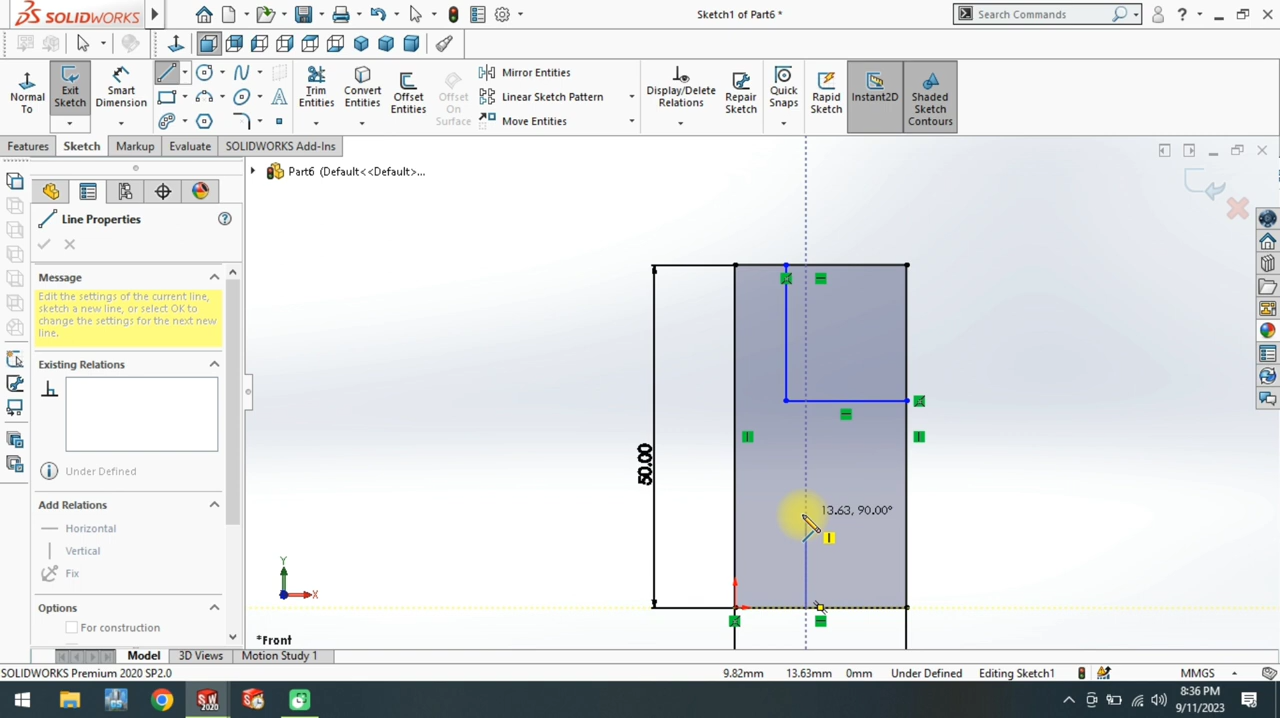 SOLIDWORKS
Sketch1 of Part6 *
Search Commands
Normal To
Exit Sketch
Smart Dimension
Trim Entities
Convert Entities
Offset Entities
Offset On Surface
Mirror Entities
Linear Sketch Pattern
Move Entities
Display/Delete Relations
Repair Sketch
Quick Snaps
Rapid Sketch
Instant2D
Shaded Sketch Contours
Features
Sketch
Markup
Evaluate
SOLIDWORKS Add-Ins
Part6 (Default<<Default>...
Line Properties
Message
Edit the settings of the current line,
sketch a new line, or select OK to
change the settings for the next new
line.
Existing Relations
Under Defined
Add Relations
Horizontal
Vertical
Fix
Options
For construction
50.00
13.63, 90.00°
Y
X
*Front
Model
3D Views
Motion Study 1
SOLIDWORKS Premium 2020 SP2.0
9.82mm
13.63mm
0mm
Under Defined
Editing Sketch1
MMGS
8:36 PM
9/11/2023